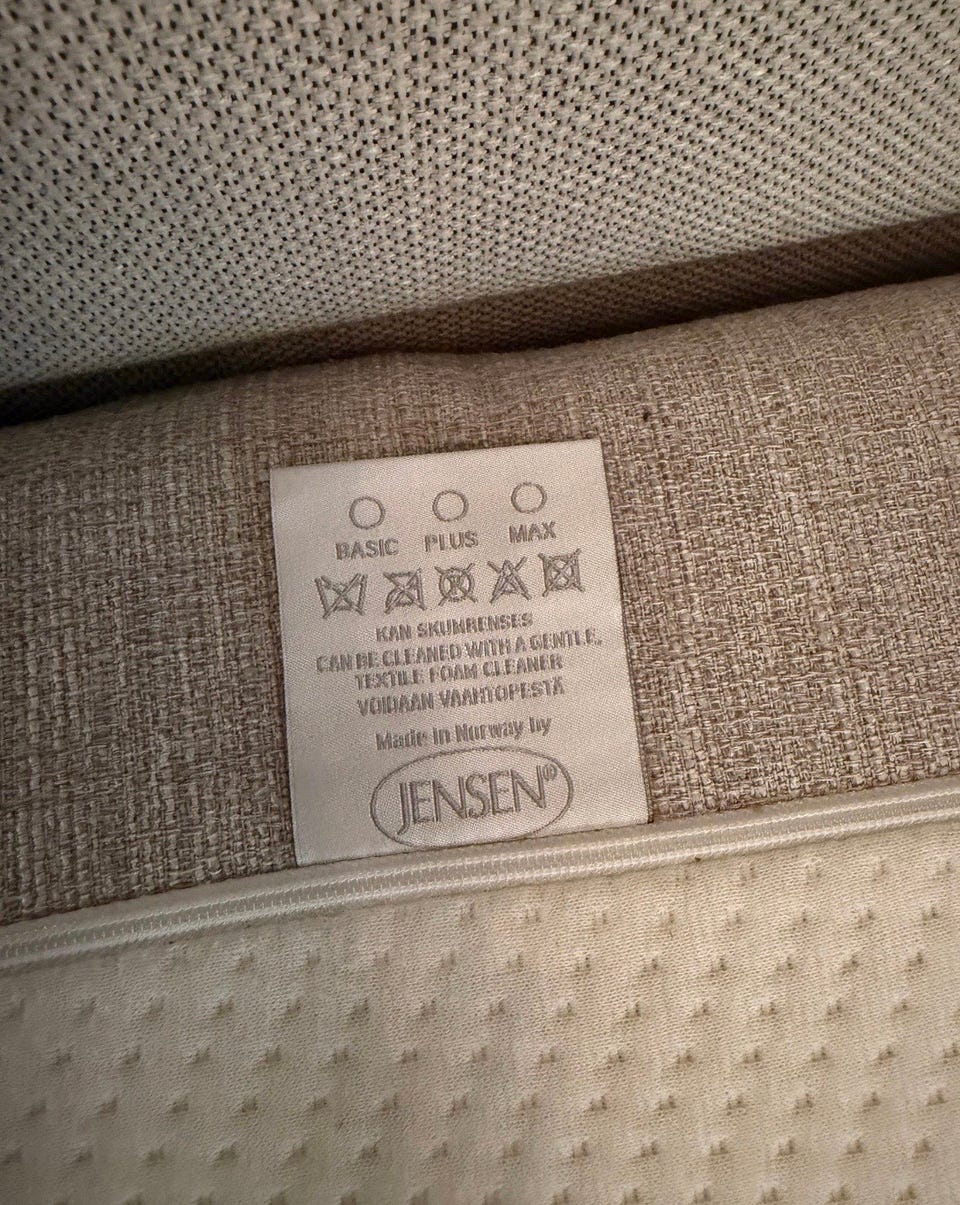 BASIC PLUS MAX
KAN SKUMRENSES
CAN BE CLEANED WITH A GENTLE,
TEXTILE FOAM CLEANER
VOIDAAN VAAHTOPESTÄ
Made in Norway by
JENSEN®